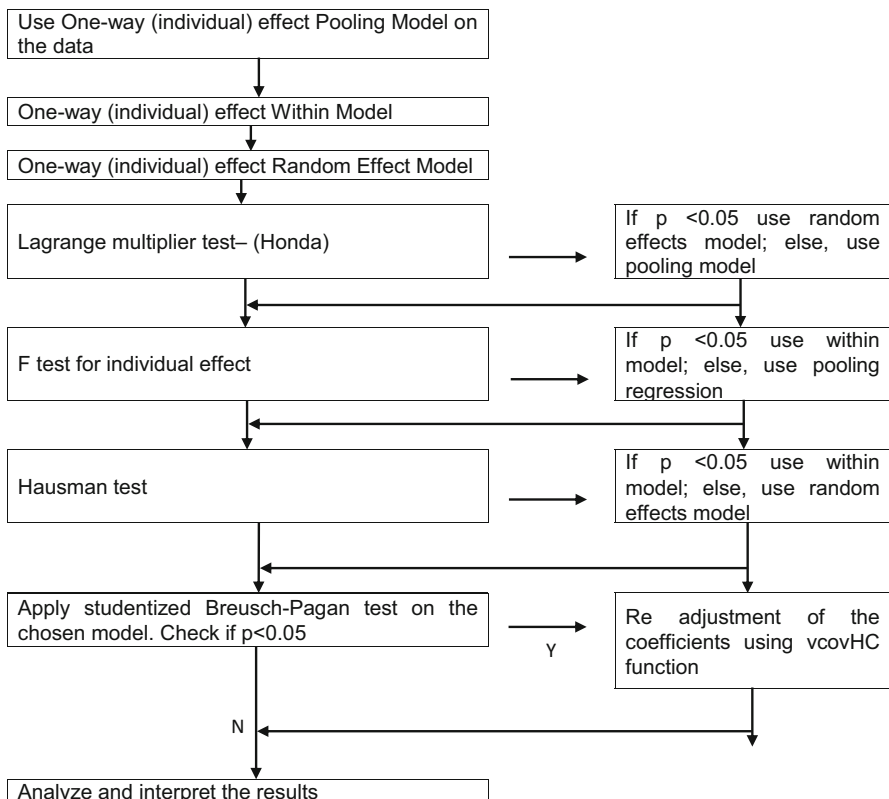 Use One-way (individual) effect Pooling Model on
the data
One-way (individual) effect Within Model
One-way (individual) effect Random Effect Model
Lagrange multiplier test– (Honda)
If p <0.05 use random
effects model; else, use
pooling model
F test for individual effect
If p <0.05 use within
model; else, use pooling
regression
Hausman test
If p <0.05 use within
model; else, use random
effects model
Apply studentized Breusch-Pagan test on the
chosen model. Check if p<0.05
Y
Re adjustment of the
coefficients using vcovHC
function
N
Analyze and interpret the results